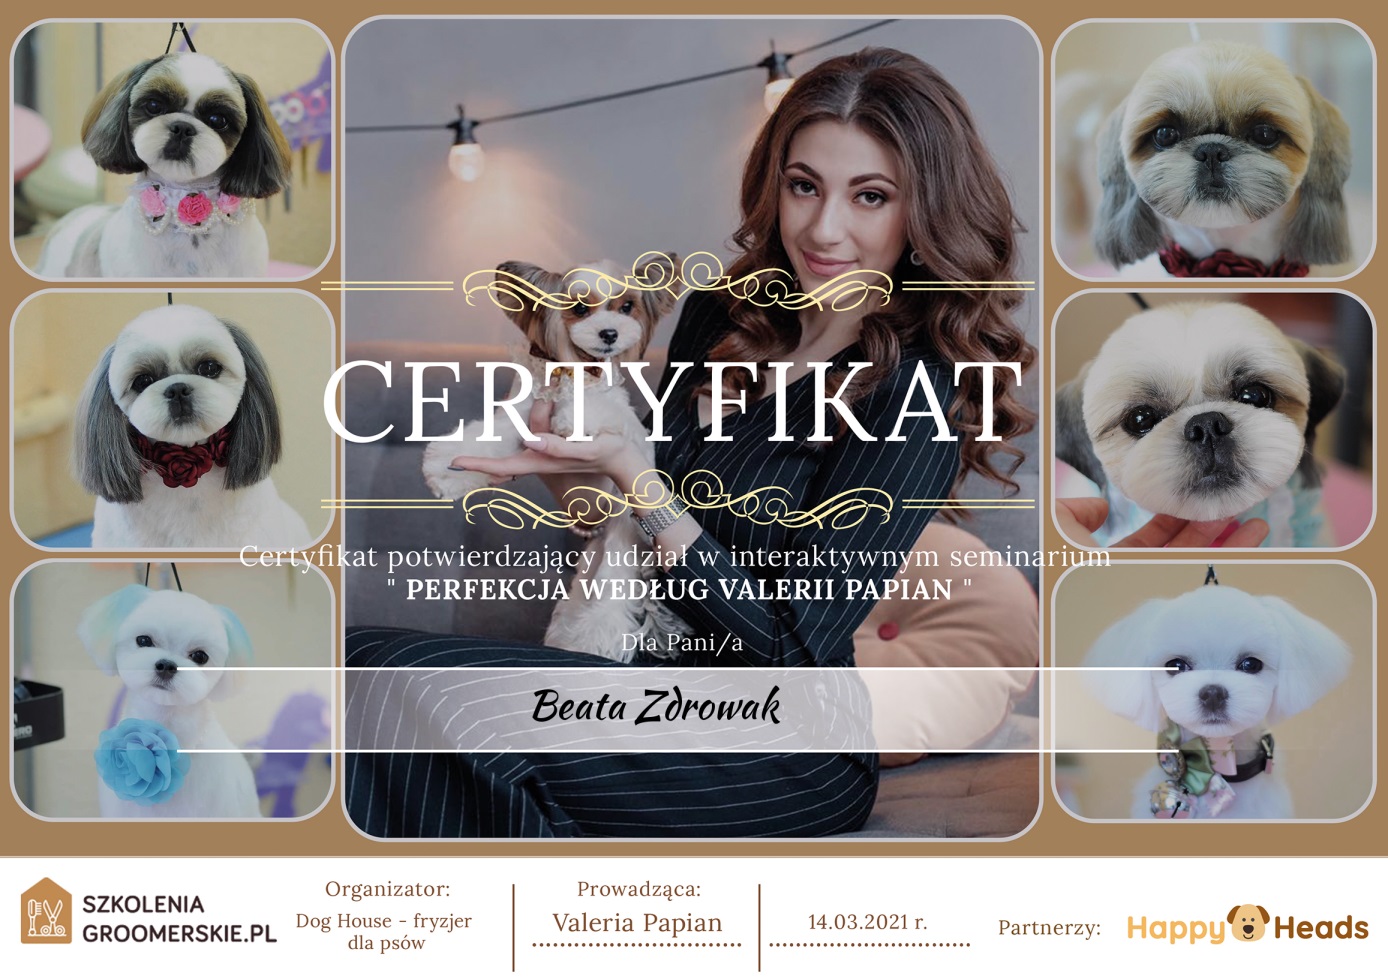 CERTYFIKAT
Certyfikat potwierdzający udział w interaktywnym seminarium
" PERFEKCJA WEDŁUG VALERII PAPIAN "
Dla Pani/a
Beata Zdrowak
SZKOLENIA
GROOMERSKIE.PL
Organizator:
Dog House - fryzjer
dla psów
Prowadząca:
Valeria Papian
14.03.2021 r.
Partnerzy:
Happy Heads